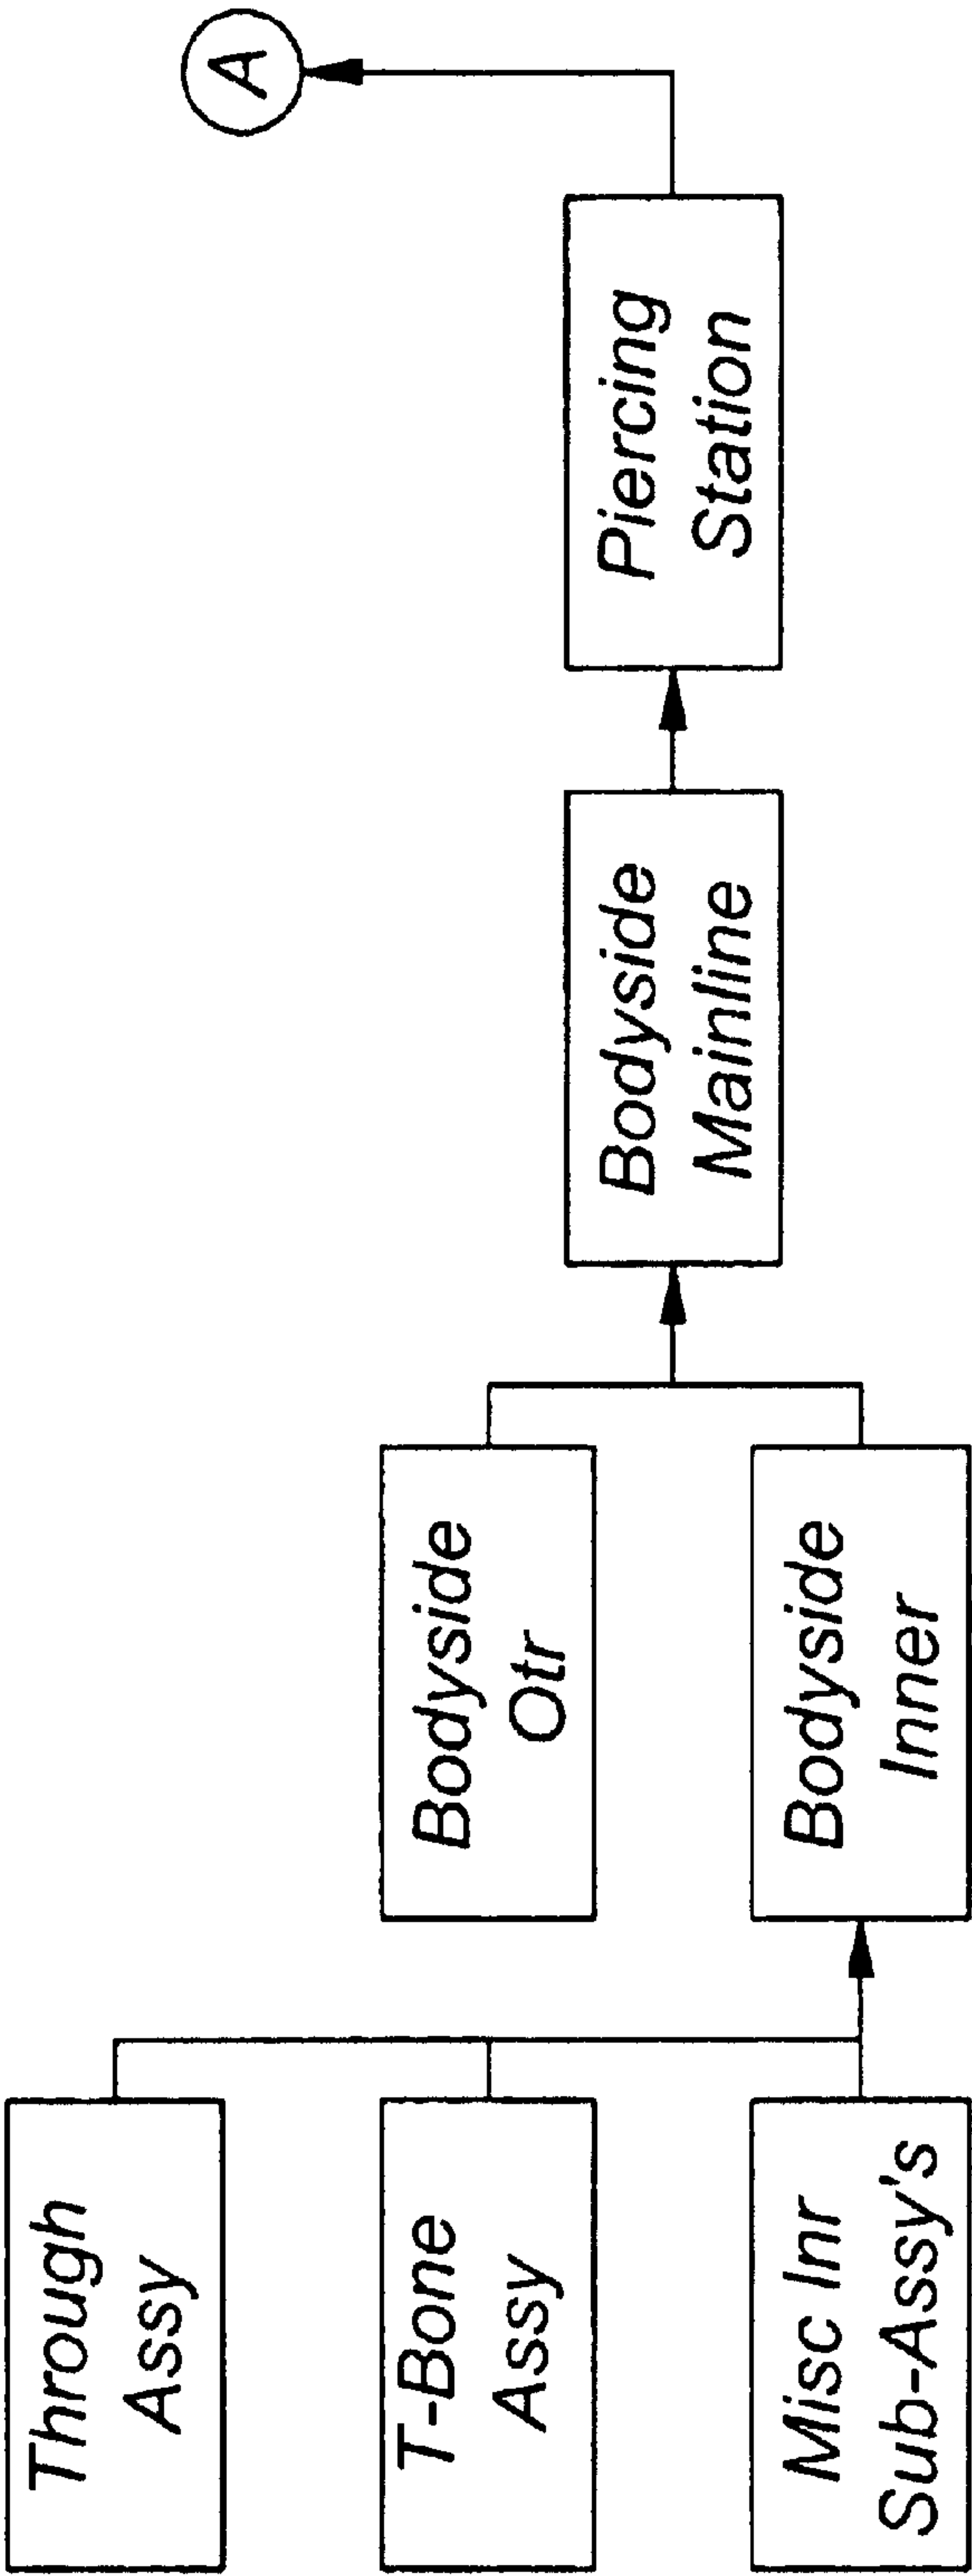 Through
Assy
T-Bone
Assy
Misc Inr
Sub-Assy's
Bodyside
Otr
Bodyside
Inner
Bodyside
Mainline
Piercing
Station
A